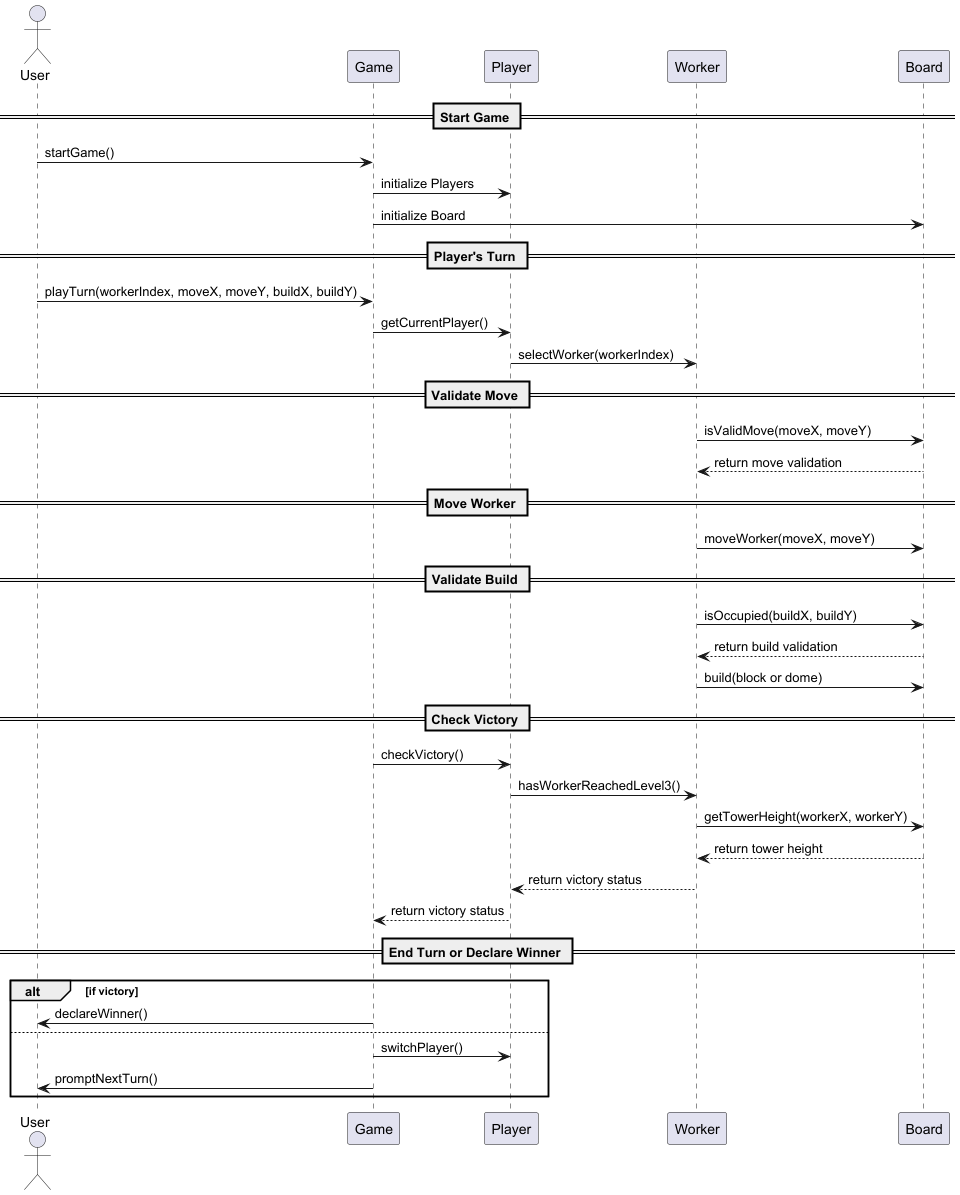 User
Game
Player
Worker
Board
Start Game
startGame()
initialize Players
initialize Board
Player's Turn
playTurn(workerIndex, moveX, moveY, buildX, buildY)
getCurrentPlayer()
selectWorker(workerIndex)
Validate Move
isValidMove(moveX, moveY)
return move validation
Move Worker
moveWorker(moveX, moveY)
Validate Build
isOccupied(buildX, buildY)
return build validation
build(block or dome)
Check Victory
checkVictory()
hasWorkerReachedLevel3()
getTowerHeight(workerX, workerY)
return tower height
return victory status
return victory status
End Turn or Declare Winner
alt [if victory]
declareWinner()
switchPlayer()
promptNextTurn()
User
Game
Player
Worker
Board